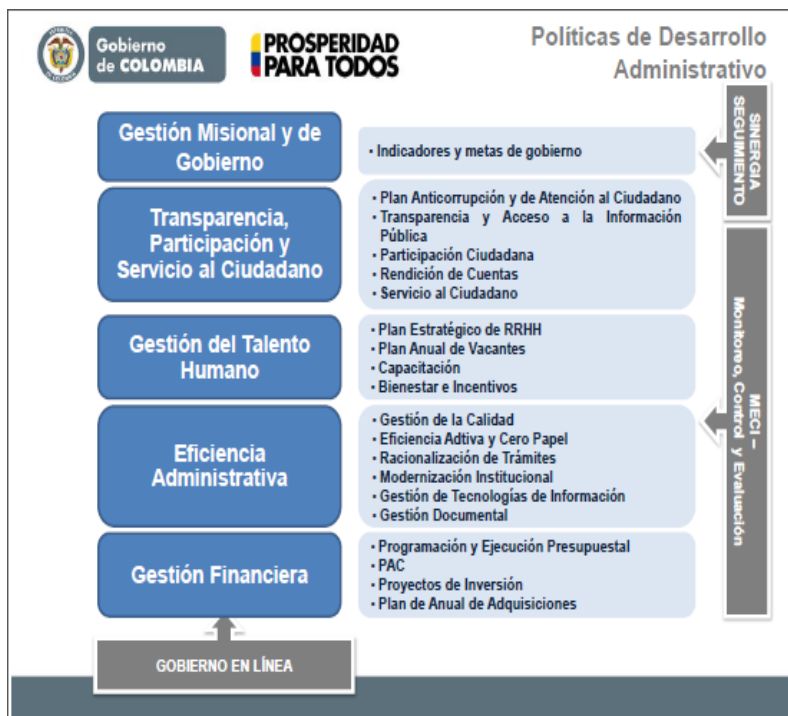 Gobierno
de COLOMBIA
PROSPERIDAD
PARA TODOS
Políticas de Desarrollo
Administrativo
Gestión Misional y de
Gobierno
• Indicadores y metas de gobierno
SINERGIA
SEGUIMIENTO
Transparencia,
Participación y
Servicio al Ciudadano
• Plan Anticorrupción y de Atención al Ciudadano
• Transparencia y Acceso a la Información
Pública
• Participación Ciudadana
• Rendición de Cuentas
• Servicio al Ciudadano
Gestión del Talento
Humano
• Plan Estratégico de RRHH
• Plan Anual de Vacantes
• Capacitación
• Bienestar e Incentivos
MECI –
Monitoreo, Control y Evaluación
Eficiencia
Administrativa
• Gestión de la Calidad
• Eficiencia Adtiva y Cero Papel
• Racionalización de Trámites
• Modernización Institucional
• Gestión de Tecnologías de Información
• Gestión Documental
Gestión Financiera
• Programación y Ejecución Presupuestal
• PAC
• Proyectos de Inversión
• Plan de Anual de Adquisiciones
GOBIERNO EN LÍNEA